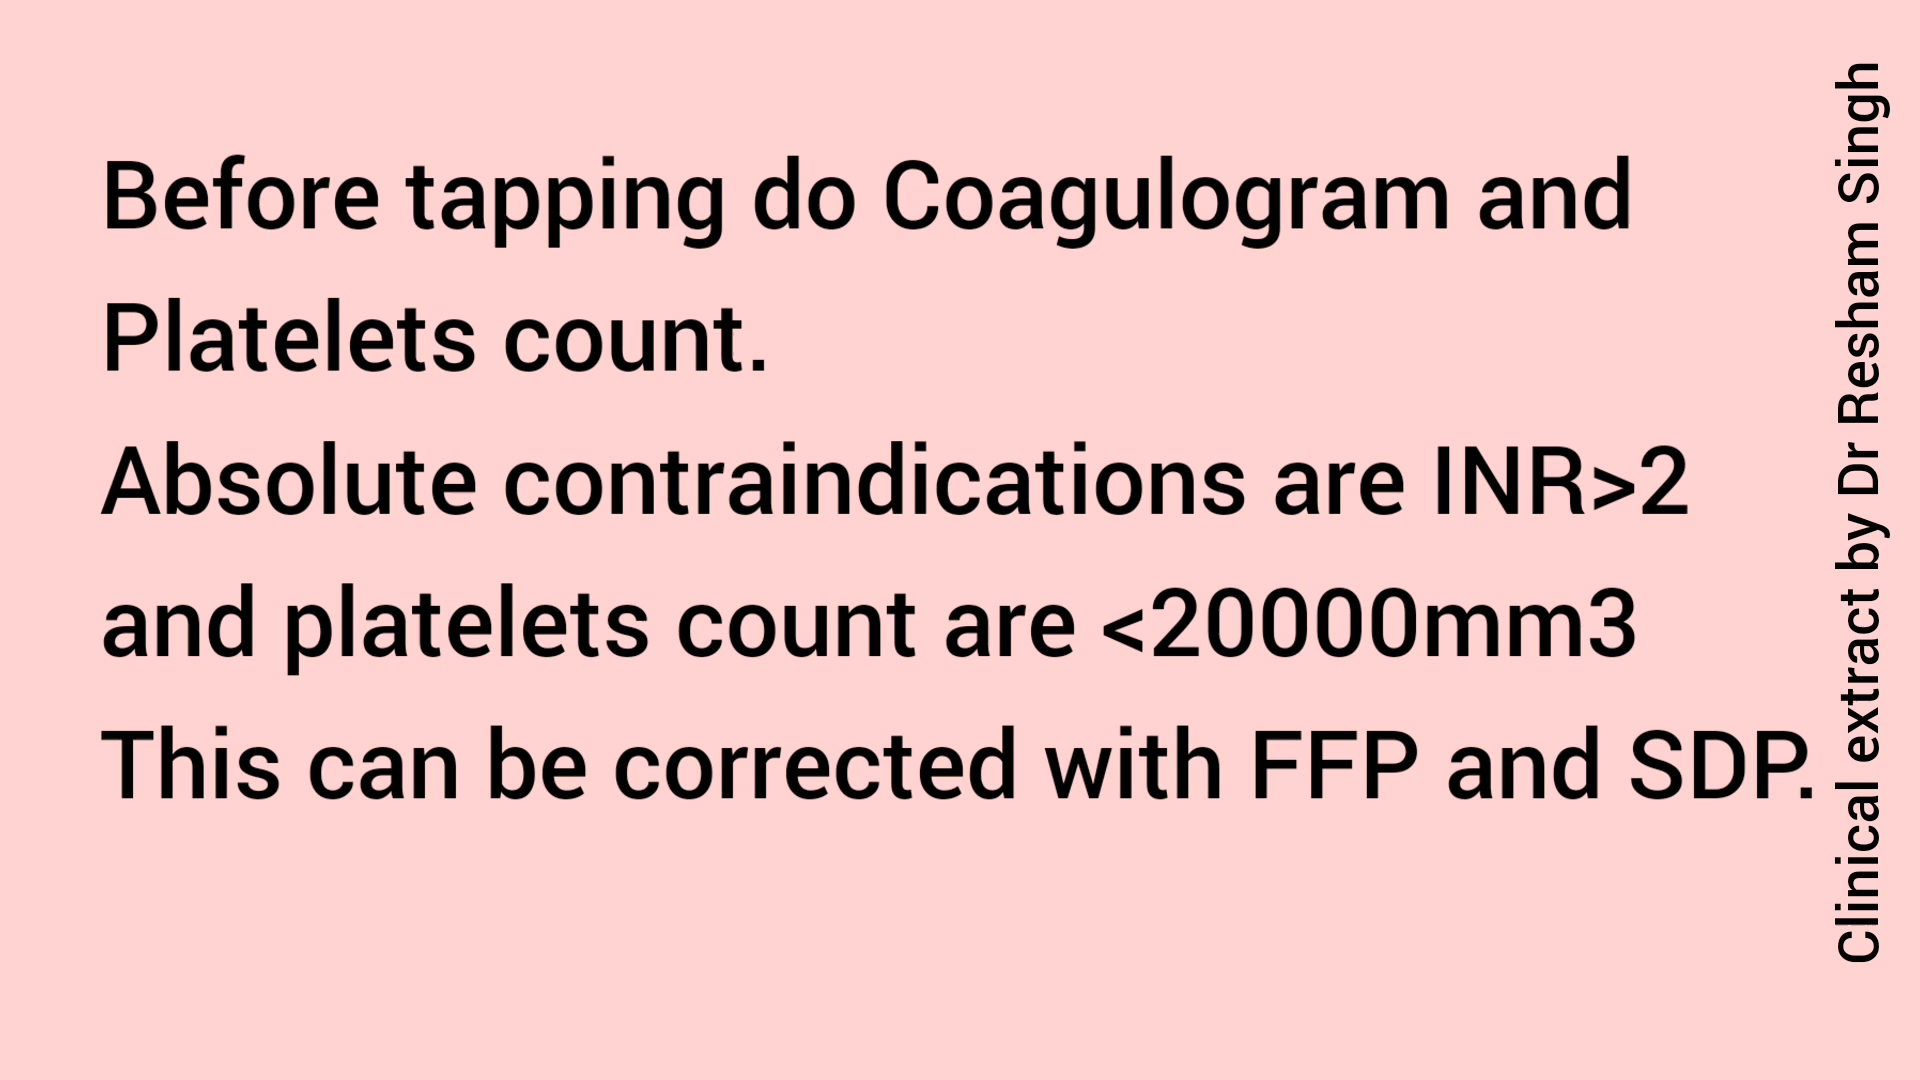 Before tapping do Coagulogram and
Platelets count.
Absolute contraindications are INR>2
and platelets count are <20000mm3
This can be corrected with FFP and SDP.
Clinical extract by Dr Resham Singh